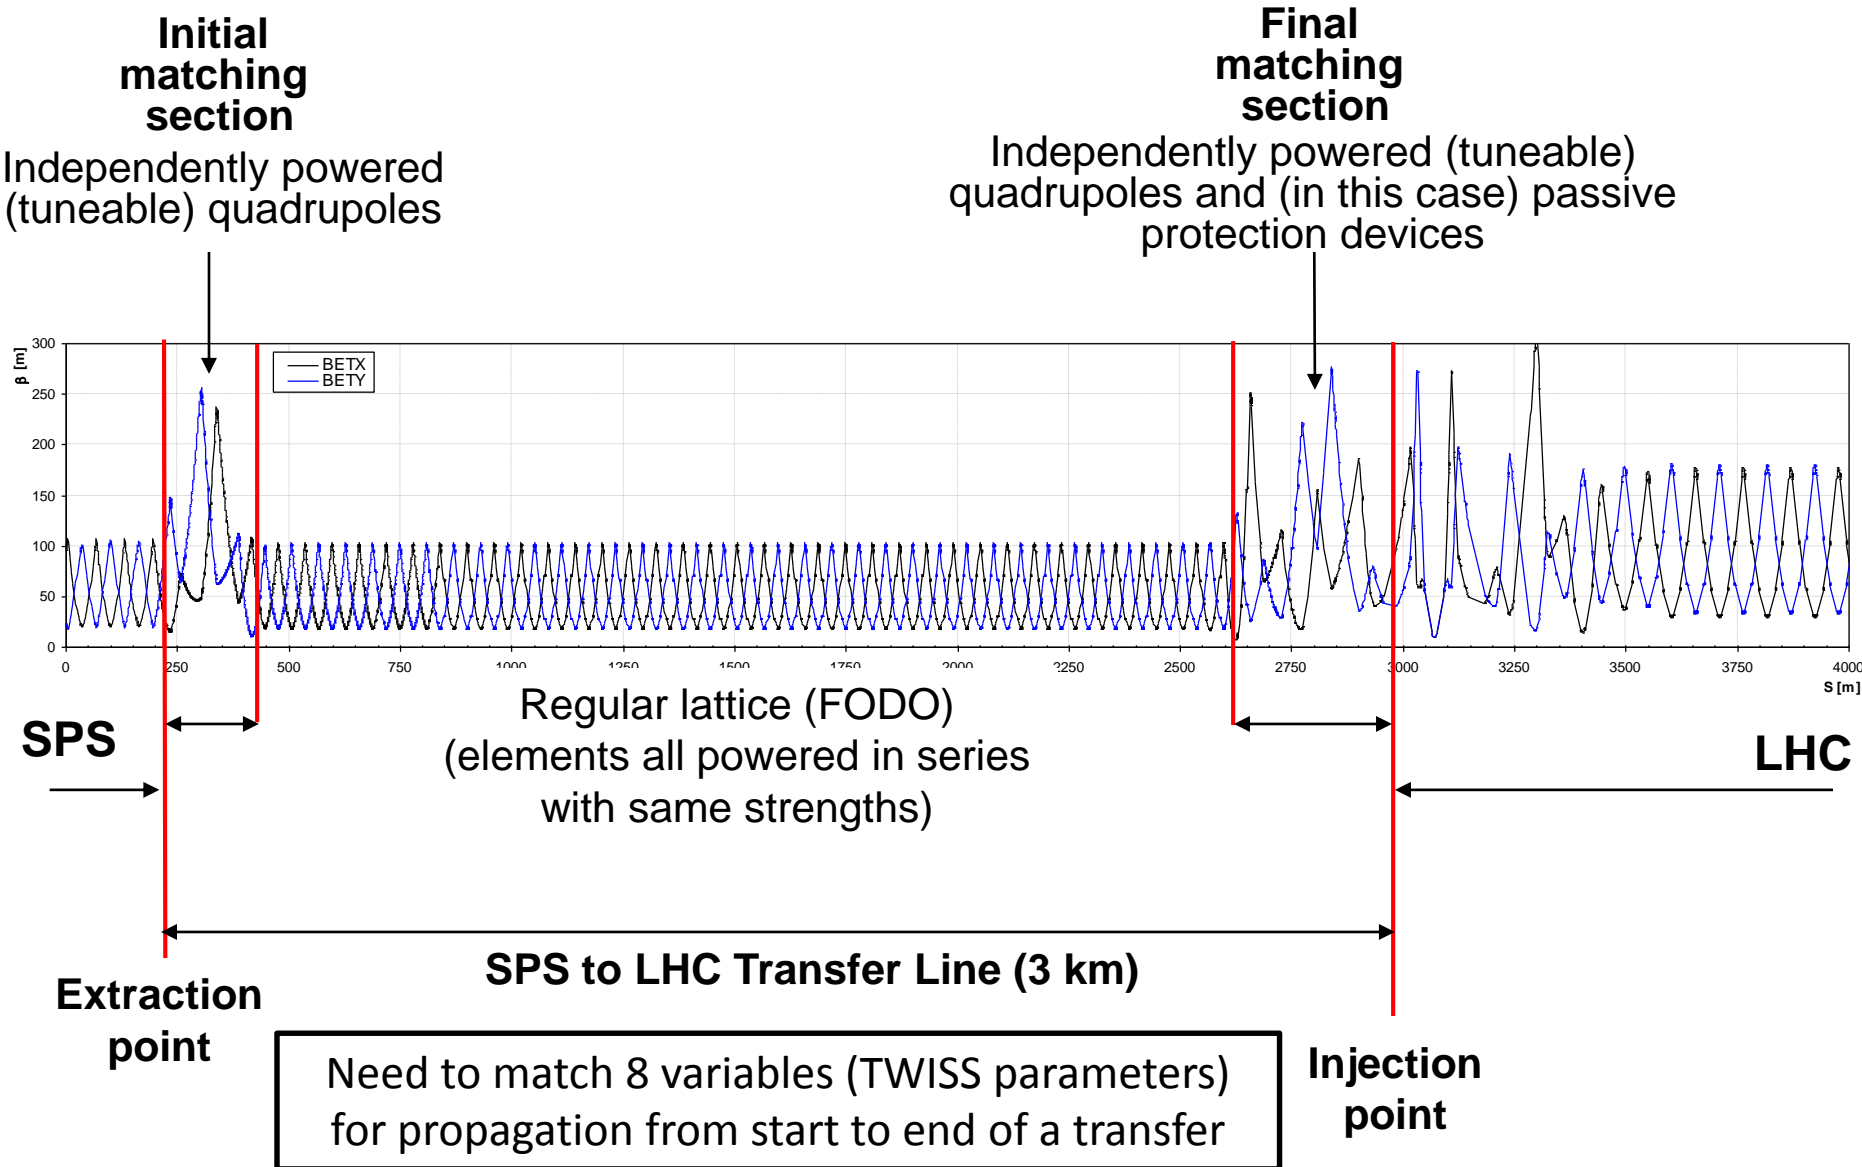 Initial
matching
section
Independently powered
(tuneable) quadrupoles
Final
matching
section
Independently powered (tuneable)
quadrupoles and (in this case) passive
protection devices
β [m]
300
250
200
150
100
50
0
BETX
BETY
0 250 500 750 1000 1250 1500 1750 2000 2250 2500 2750 3000 3250 3500 3750 4000
S [m]
SPS
Regular lattice (FODO)
(elements all powered in series
with same strengths)
LHC
SPS to LHC Transfer Line (3 km)
Extraction
point
Need to match 8 variables (TWISS parameters)
for propagation from start to end of a transfer
Injection
point